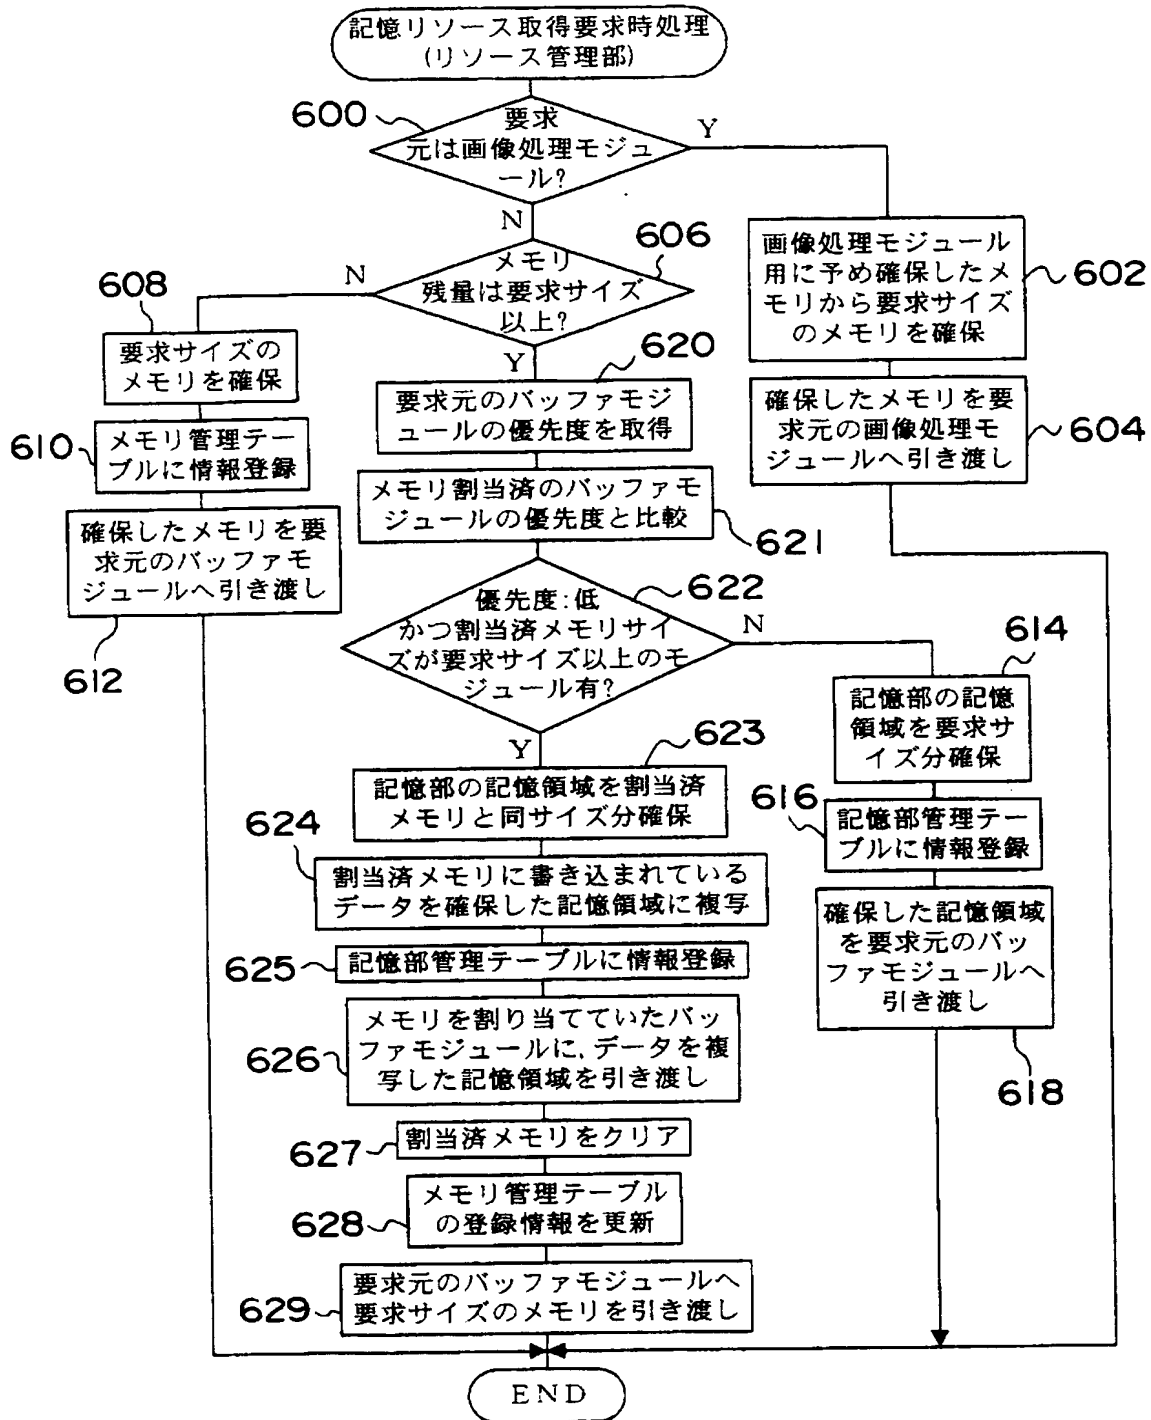 記憶リソース取得要求時処理
(リソース管理部)
600
要求
元は画像処理モジュ
ール?
Y
N
606
メモリ
残量は要求サイズ
以上?
N
Y
画像処理モジュール
用に予め確保したメ
モリから要求サイズ
のメモリを確保
602
608
要求サイズの
メモリを確保
620
要求元のバッファモジ
ュールの優先度を取得
確保したメモリを要
求元の画像処理モ
ジュールへ引き渡し
604
610
メモリ管理テー
ブルに情報登録
メモリ割当済のバッファモ
ジュールの優先度と比較
621
確保したメモリを要
求元のバッファモ
ジュールへ引き渡し
612
622
優先度:低
かつ割当済メモリサイ
ズが要求サイズ以上のモ
ジュール有?
N
Y
614
記憶部の記憶
領域を要求サ
イズ分確保
623
記憶部の記憶領域を割当済
メモリと同サイズ分確保
616
記憶部管理テー
ブルに情報登録
624
割当済メモリに書き込まれている
データを確保した記憶領域に複写
確保した記憶領域
を要求元のバッ
ファモジュールへ
引き渡し
618
625
記憶部管理テーブルに情報登録
メモリを割り当てていたバッ
ファモジュールに,データを複
写した記憶領域を引き渡し
626
割当済メモリをクリア
627
メモリ管理テーブル
の登録情報を更新
628
要求元のバッファモジュールへ
要求サイズのメモリを引き渡し
629
END